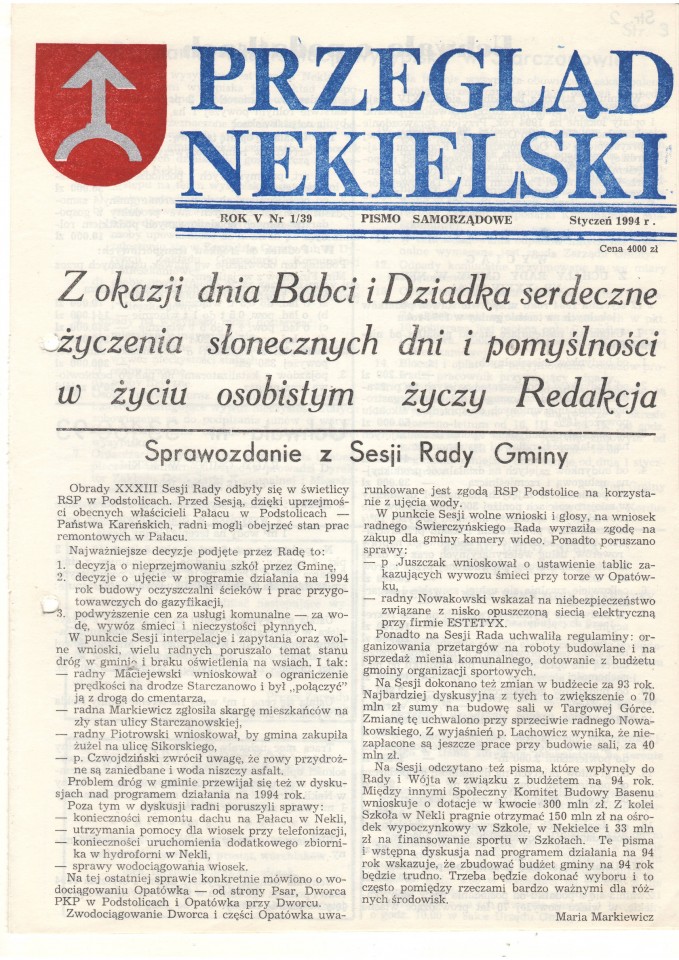 PRZEGLĄD
NEKIELSKI
ROK V Nr 1/39 PISMO SAMORZĄDOWE Styczeń 1994 r.
Cena 4000 zł
Z okazji dnia Babci i Dziadka serdeczne
życzenia słonecznych dni i pomyślności
w życiu osobistym życzy Redakcja
Sprawozdanie z Sesji Rady Gminy
Obrady XXXIII Sesji Rady odbyły się w świetlicy
RSP w Podstolicach. Przed Sesją, dzięki uprzejmoś-
ci obecnych właścicieli Pałacu w Podstolicach —
Państwa Kareńskich, radni mogli obejrzeć stan prac
remontowych w Pałacu.
Najważniejsze decyzje podjęte przez Radę to:
1. decyzja o nieprzejmowaniu szkół przez Gminę,
2. decyzje o ujęcie w programie działania na 1994
rok budowy oczyszczalni ścieków i prac przygo-
towawczych do gazyfikacji,
3. podwyższenie cen za usługi komunalne — za wo-
dę, wywóz śmieci i nieczystości płynnych.
W punkcie Sesji interpelacje i zapytania oraz wol-
ne wnioski, wielu radnych poruszało temat stanu
dróg w gminie i braku oświetlenia na wsiach. I tak:
— radny Maciejewski wnioskował o ograniczenie
prędkości na drodze Starczanowo i był „połączyć”
ją z drogą do cmentarza,
— radna Markiewicz zgłosiła skargę mieszkańców na
zły stan ulicy Starczanowskiej,
— radny Piotrowski wnioskował, by gmina zakupiła
żużel na ulicę Sikorskiego,
— p. Czwojdziński zwrócił uwagę, że rowy przydroż-
ne są zaniedbane i woda niszczy asfalt.
Problem dróg w gminie przewijał się też w dysku-
sjach nad programem działania na 1994 rok.
Poza tym w dyskusji radni poruszyli sprawy:
— konieczności remontu dachu na Pałacu w Nekli,
— utrzymania pomocy dla wiosek przy telefonizacji,
— konieczności uruchomienia dodatkowego zbiorni-
ka w hydroforni w Nekli,
— sprawy wodociągowania wiosek.
Na tej ostatniej sprawie konkretnie mówiono o wo-
dociągowaniu Opatówka — od strony Psar, Dworca
PKP w Podstolicach i Opatówka przy Dworcu.
Zwodociągowanie Dworca i części Opatówka uwa-
runkowane jest zgodą RSP Podstolice na korzysta-
nie z ujęcia wody.
W punkcie Sesji wolne wnioski i głosy, na wniosek
radnego Świerczyńskiego Rada wyraziła zgodę na
zakup dla gminy kamery wideo. Ponadto poruszano
sprawy:
— p Juszczak wnioskował o ustawienie tablic za-
kazujących wywozu śmieci przy torze w Opatów-
ku,
— radny Nowakowski wskazał na niebezpieczeństwo
związane z nisko opuszczoną siecią elektryczną
przy firmie ESTETYX.
Ponadto na Sesji Rada uchwaliła regulaminy: or-
ganizowania przetargów na roboty budowlane i na
sprzedaż mienia komunalnego, dotowanie z budżetu
gmoiny organizacji sportowych.
Na Sesji dokonano też zmian w budżecie za 93 rok.
Najbardziej dyskusyjna z tych to zwiększenie o 70
mln zł sumy na budowę sali w Targowej Górce.
Zmianę tę uchwalono przy sprzeciwie radnego Nowa-
kowskiego. Z wyjaśnień p. Lachowicz wynika, że nie-
zapłacone są jeszcze prace przy budowie sali, za 40
mln zł.
Na Sesji odczytano też pisma, które wpłynęły do
Rady i Wójta w związku z budżetem na 94 rok.
Między innymi Społeczny Komitet Budowy Basenu
wnioskuje o dotacje w kwocie 300 mln zł. Z kolei
Szkoła w Nekli pragnie otrzymać 150 mln zł na ośro-
dek wypoczynkowy w Szkole, w Nekielce i 33 mln
zł na finansowanie sportu w Szkołach. Te pisma
i wstępna dyskusja nad programem działania na 94
rok wskazuje, że zbudować budżet gminy na 94 rok
będzie trudno. Trzeba będzie dokonać wyboru i to
często pomiędzy rzeczami bardzo ważnymi dla róż-
nych środowisk.
Maria Markiewicz